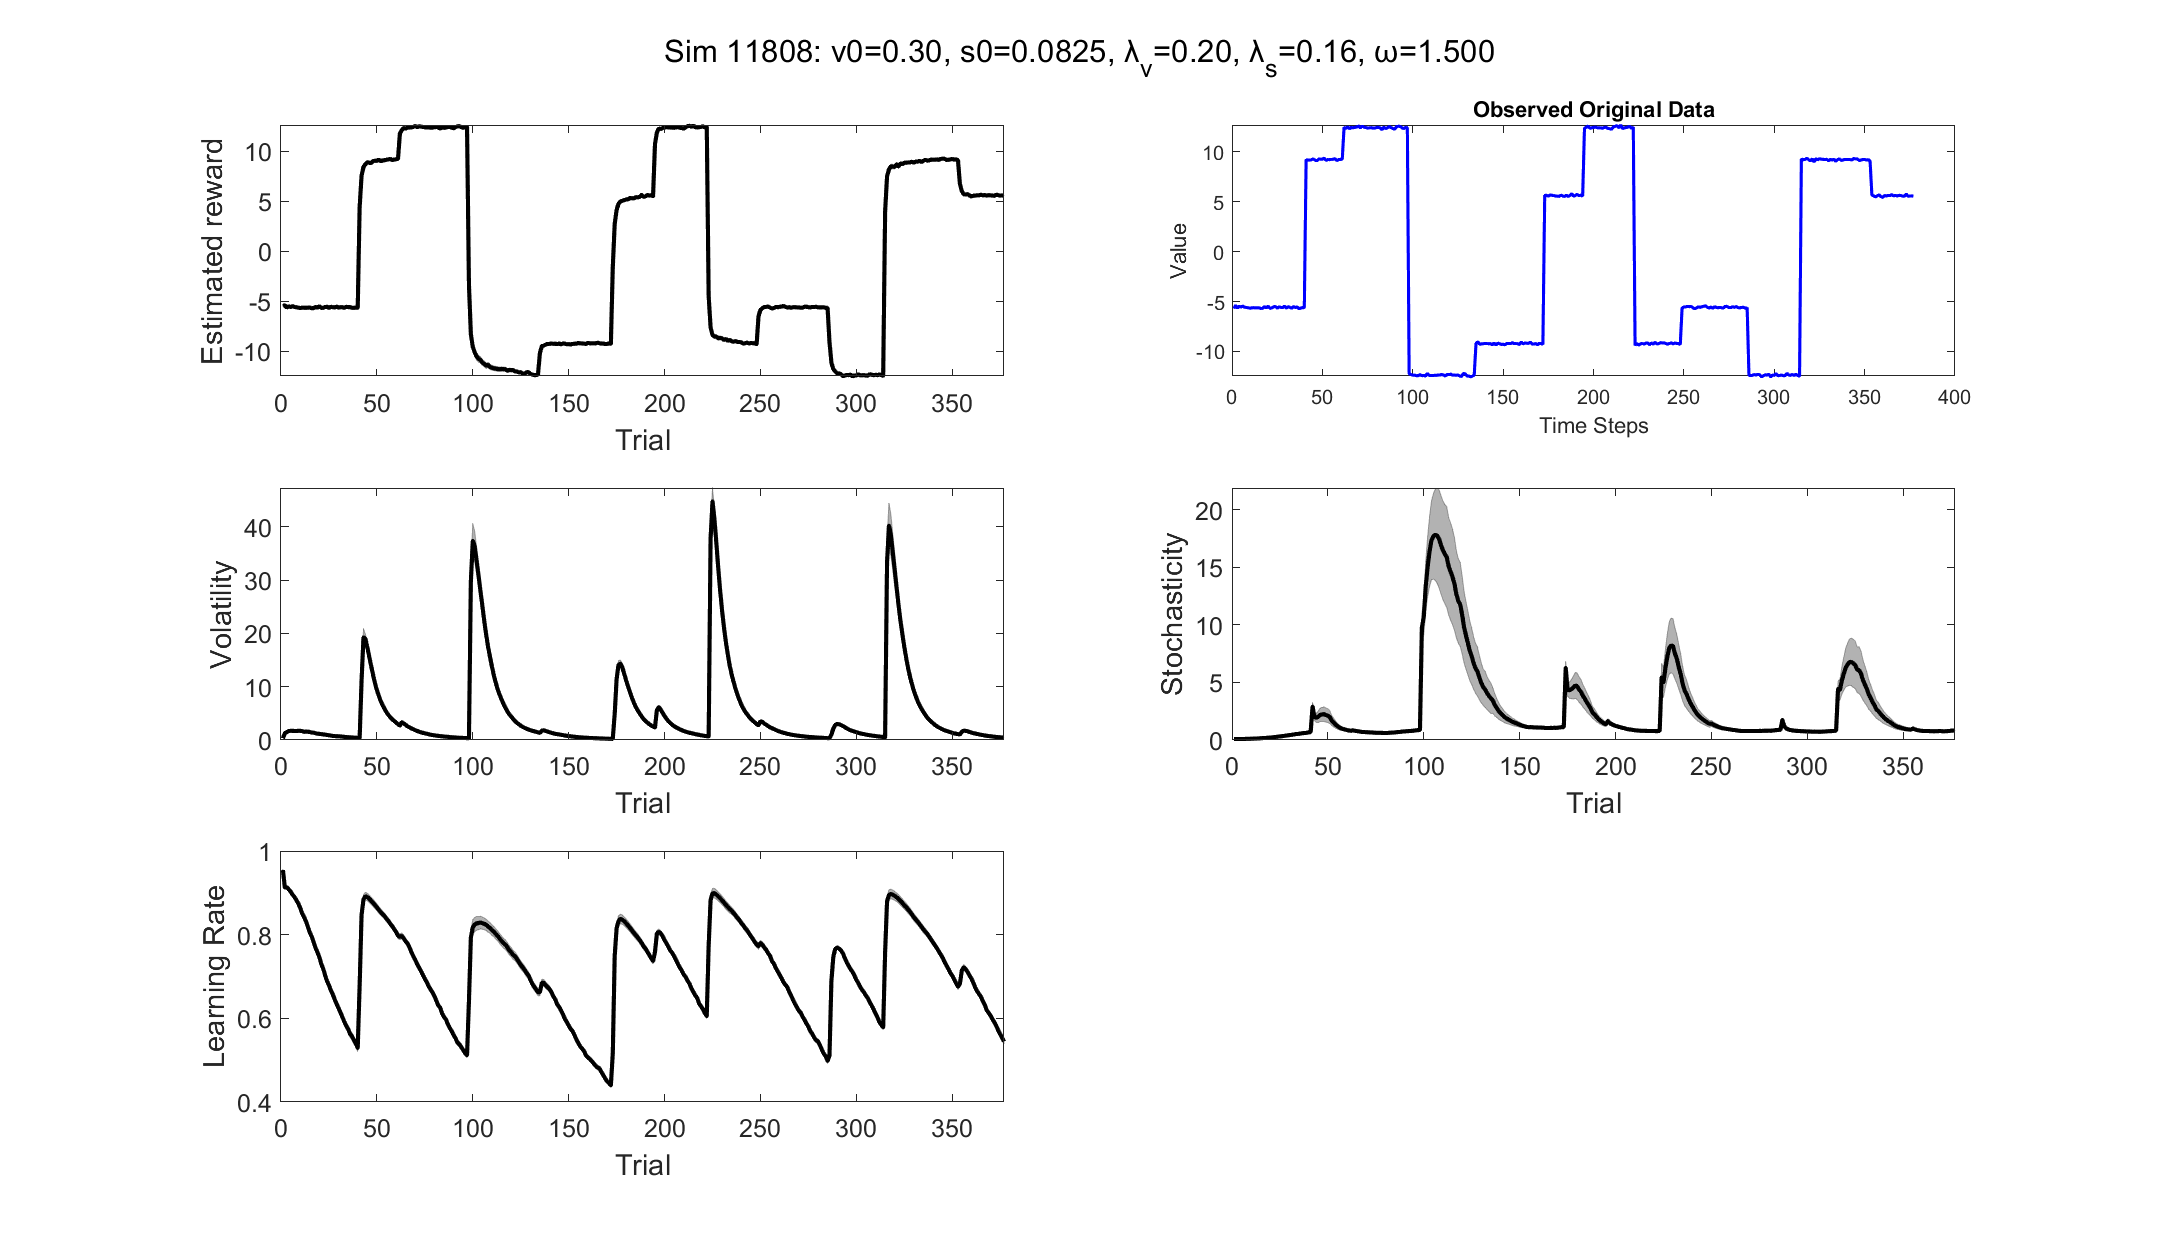 Sim 11808: v0=0.30, s0=0.0825, λv=0.20, λs=0.16, ω=1.500
Estimated reward
10
5
0
-5
-10
0 50 100 150 200 250 300 350
Trial
Observed Original Data
Value
10
5
0
-5
-10
0 50 100 150 200 250 300 350 400
Time Steps
Volatility
40
30
20
10
0
0 50 100 150 200 250 300 350
Trial
Stochasticity
20
15
10
5
0
0 50 100 150 200 250 300 350
Trial
Learning Rate
1
0.8
0.6
0.4
0 50 100 150 200 250 300 350
Trial